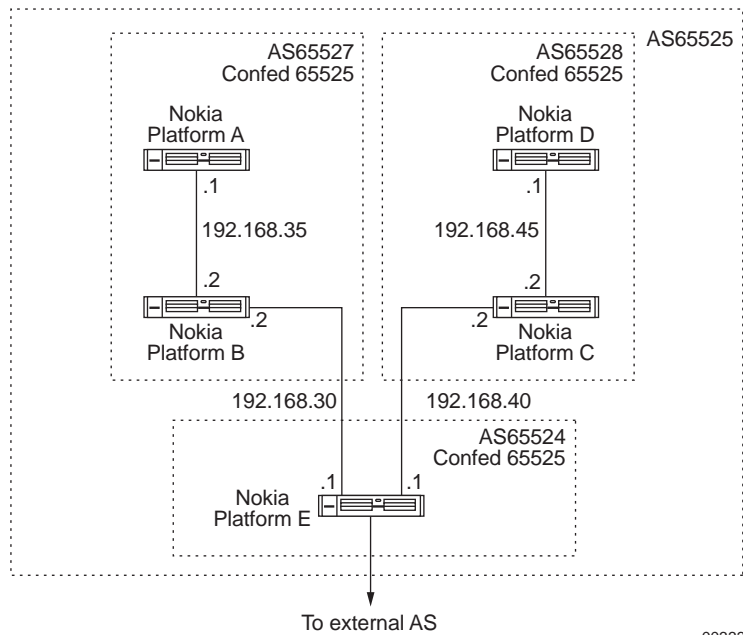 AS65525
AS65527
Confed 65525
AS65528
Confed 65525
Nokia
Platform A
Nokia
Platform D
.1
.1
192.168.35
192.168.45
.2
.2
.2
.2
Nokia
Platform B
Nokia
Platform C
192.168.30
192.168.40
AS65524
Confed 65525
.1
.1
Nokia
Platform E
To external AS